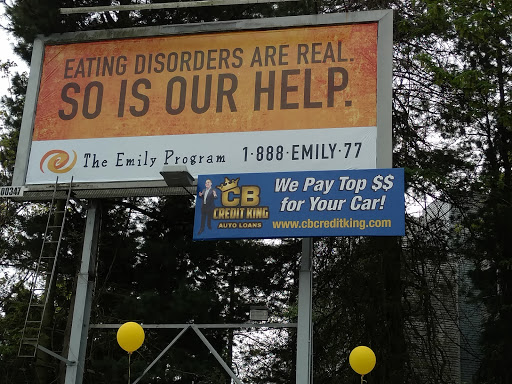 EATING DISORDERS ARE REAL.
SO IS OUR HELP.
The Emily Program 1·888·EMILY·77
00347
CB
CREDIT KING
AUTO LOANS
We Pay Top $$
for Your Car!
www.cbcreditking.com